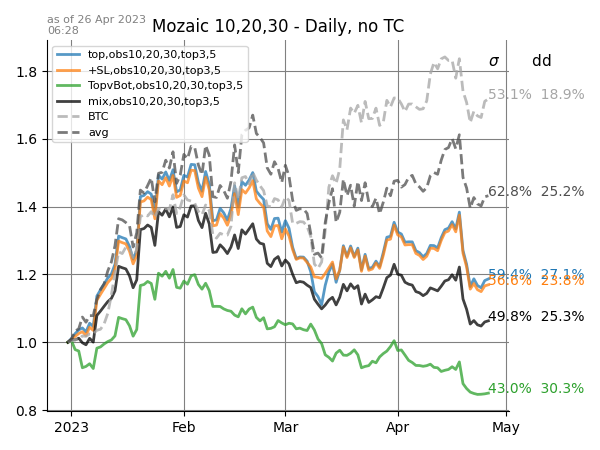 as of 26 Apr 2023
06:28
Mozaic 10,20,30 - Daily, no TC
top,obs10,20,30,top3,5
+SL,obs10,20,30,top3,5
TopvBot,obs10,20,30,top3,5
mix,obs10,20,30,top3,5
BTC
avg
σ dd
53.1% 18.9%
62.8% 25.2%
59.4% 27.1%
56.6% 23.8%
49.8% 25.3%
43.0% 30.3%
1.8
1.6
1.4
1.2
1.0
0.8
2023 Feb Mar Apr May